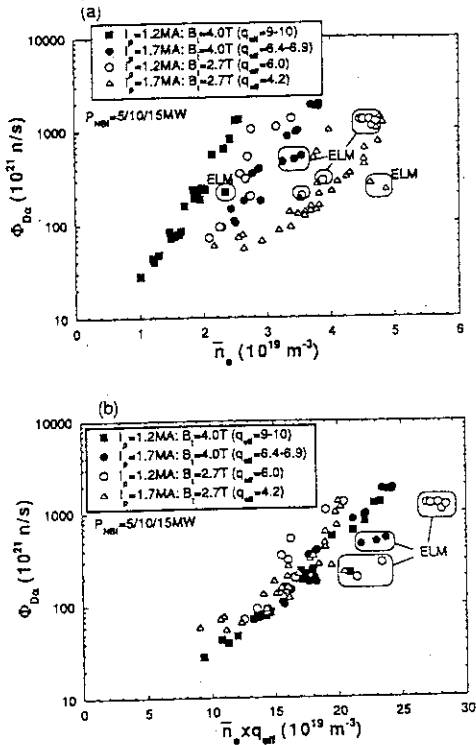 (a)
■ Ip=1.2MA: Bt=4.0T (qeff=9-10)
● Ip=1.7MA: Bt=4.0T (qeff=6.4-6.9)
○ Ip=1.2MA: Bt=2.7T (qeff=6.0)
△ Ip=1.7MA: Bt=2.7T (qeff=4.2)
PNBI=5/10/15MW
10000
1000
100
10
ΦDα (10²¹ n/s)
ELM
ELM
ELM
0 1 2 3 4 5 6
n̄e (10¹⁹ m⁻³)
(b)
■ Ip=1.2MA: Bt=4.0T (qeff=9-10)
● Ip=1.7MA: Bt=4.0T (qeff=6.4-6.9)
○ Ip=1.2MA: Bt=2.7T (qeff=6.0)
△ Ip=1.7MA: Bt=2.7T (qeff=4.2)
PNBI=5/10/15MW
10000
1000
100
10
ΦDα (10²¹ n/s)
ELM
0 5 10 15 20 25 30
n̄e xqeff (10¹⁹ m⁻³)